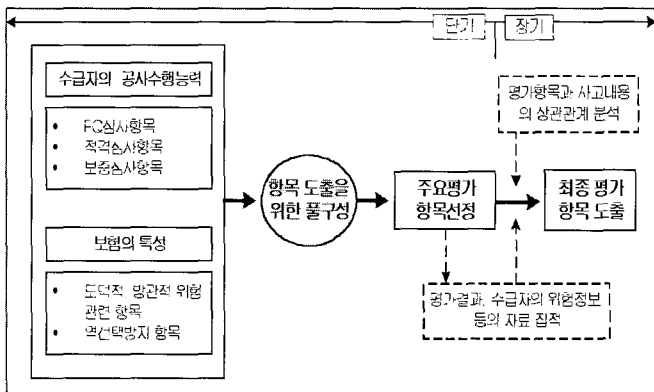 단기
장기
수급자의 공사수행능력
• PQ심사항목
• 적격심사항목
• 보증심사항목
보험의 특성
• 도덕적, 방관적 위험
관련 항목
• 역선택방지 항목
항목 도출을
위한 풀구성
주요평가
항목선정
평가항목과 사고내용
의 상관관계 분석
최종 평가
항목 도출
평가결과, 수급자의 위험정보
등의 자료 집적